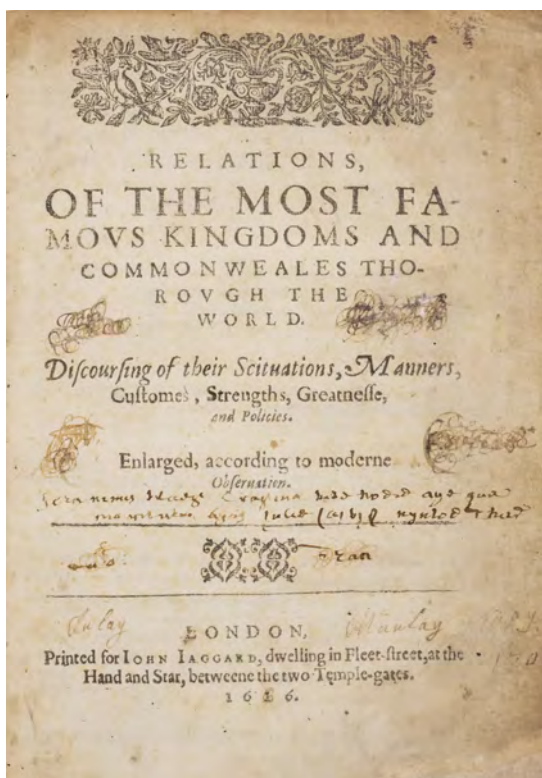 RELATIONS,
OF THE MOST FA-
MOVS KINGDOMS AND
COMMONWEALES THO-
ROVGH THE
WORLD.
Diſcourſing of their Scituations, Manners,
Cuſtomes, Strengths, Greatneſſe,
and Policies.
Enlarged, according to moderne
Obſeruation.
LONDON,
Printed for IOHN IAGGARD, dwelling in Fleet-ſtreet, at the
Hand and Star, betweene the two Temple-gates.
1616.